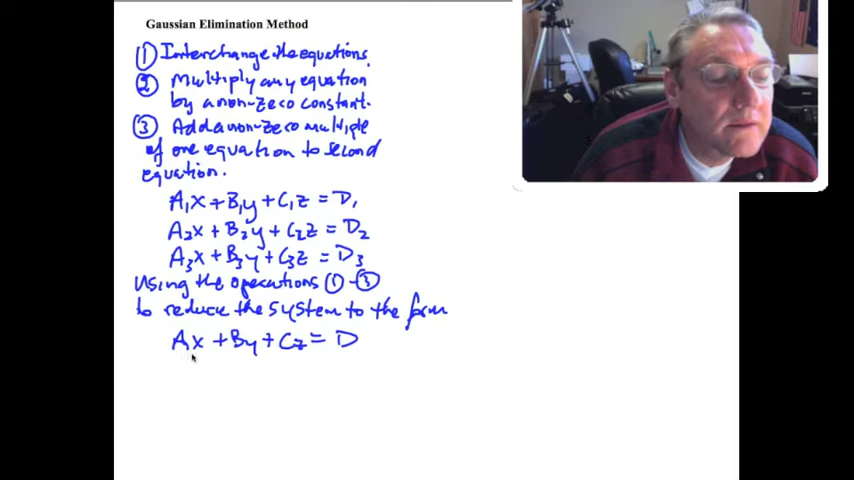 Gaussian Elimination Method
① Interchange the equations.
② Multiply any equation
by a non-zero constant.
③ Add a non-zero multiple
of one equation to second
equation.
A₁x + B₁y + C₁z = D₁
A₂x + B₂y + C₂z = D₂
A₃x + B₃y + C₃z = D₃
Using the operations ① - ③
to reduce the system to the form
Ax + By + Cz = D